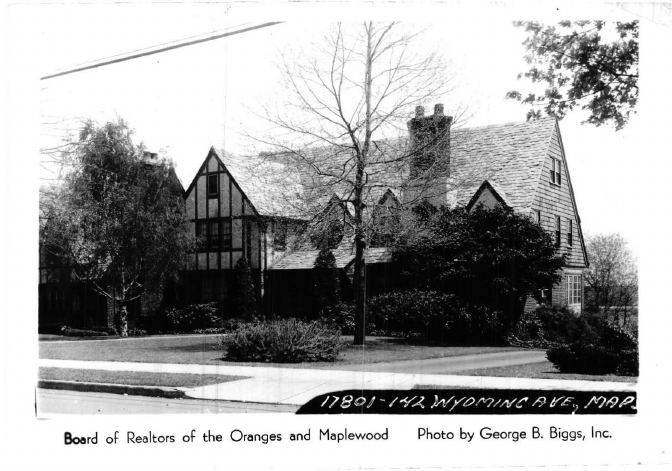 17801-142 WYOMING AVE, MAP.
Board of Realtors of the Oranges and Maplewood Photo by George B. Biggs, Inc.